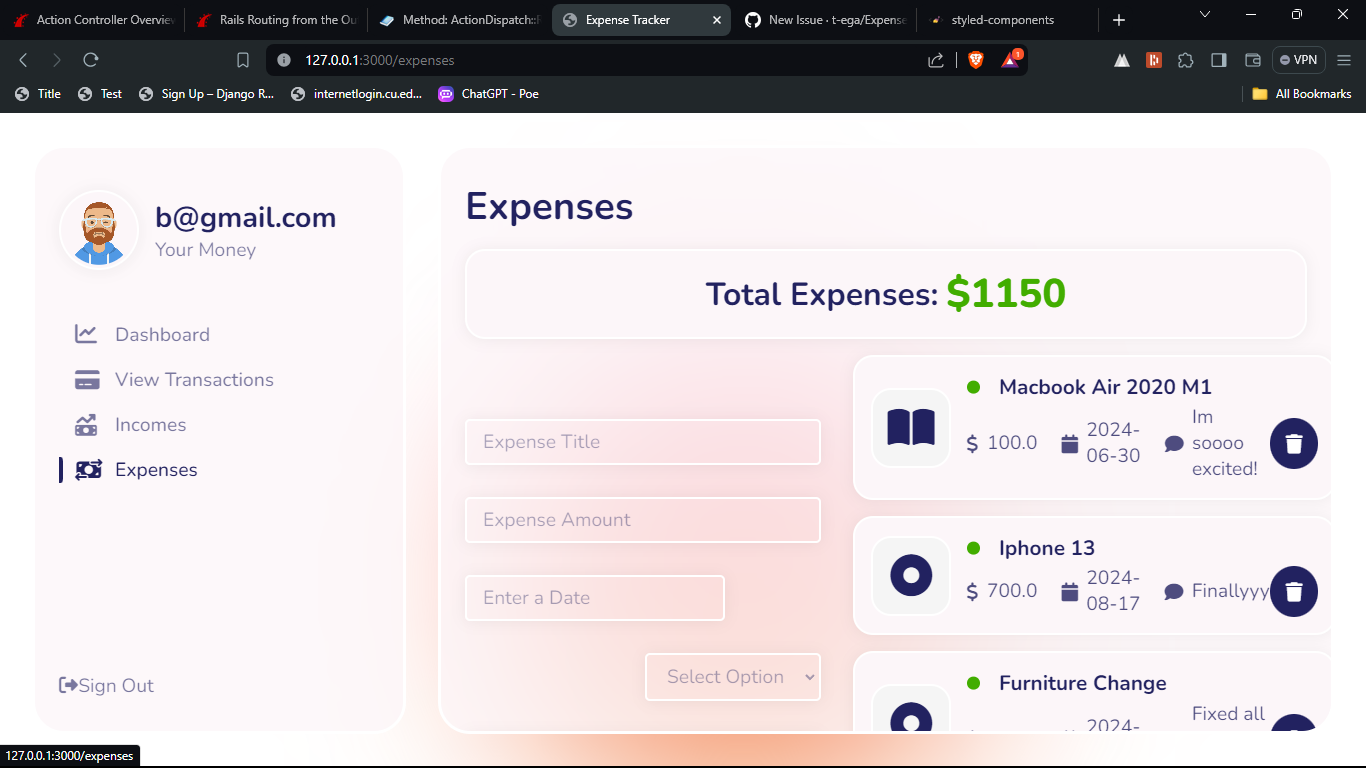 Action Controller Overview
Rails Routing from the Ou
Method: ActionDispatch::R
Expense Tracker
New Issue · t-ega/Expense
styled-components
127.0.0.1:3000/expenses
1
VPN
Title
Test
Sign Up – Django R...
internetlogin.cu.ed...
ChatGPT - Poe
All Bookmarks
b@gmail.com
Your Money
Dashboard
View Transactions
Incomes
Expenses
Sign Out
Expenses
Total Expenses: $1150
Expense Title
Expense Amount
Enter a Date
Select Option
Macbook Air 2020 M1
$ 100.0
2024-
06-30
Im
soooo
excited!
Iphone 13
$ 700.0
2024-
08-17
Finallyyy
Furniture Change
2024-
Fixed all
127.0.0.1:3000/expenses